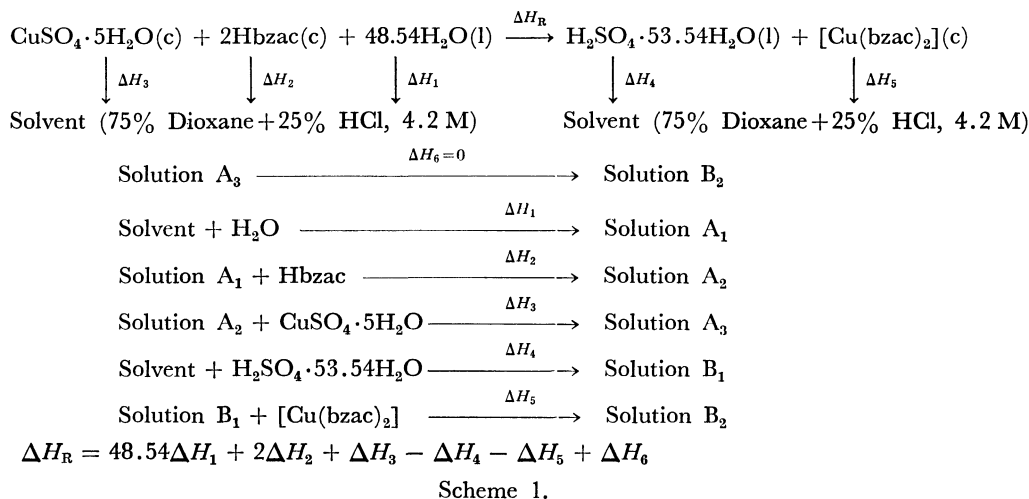 CuSO₄·5H₂O(c) + 2Hbzac(c) + 48.54H₂O(l) ⟶ H₂SO₄·53.54H₂O(l) + [Cu(bzac)₂](c)
ΔH_R
ΔH₃ ΔH₂ ΔH₁ ΔH₄ ΔH₅
Solvent (75% Dioxane+25% HCl, 4.2 M) Solvent (75% Dioxane+25% HCl, 4.2 M)
ΔH₆=0
Solution A₃ ⟶ Solution B₂
ΔH₁
Solvent + H₂O ⟶ Solution A₁
ΔH₂
Solution A₁ + Hbzac ⟶ Solution A₂
ΔH₃
Solution A₂ + CuSO₄·5H₂O ⟶ Solution A₃
ΔH₄
Solvent + H₂SO₄·53.54H₂O ⟶ Solution B₁
ΔH₅
Solution B₁ + [Cu(bzac)₂] ⟶ Solution B₂
ΔH_R = 48.54ΔH₁ + 2ΔH₂ + ΔH₃ − ΔH₄ − ΔH₅ + ΔH₆
Scheme 1.